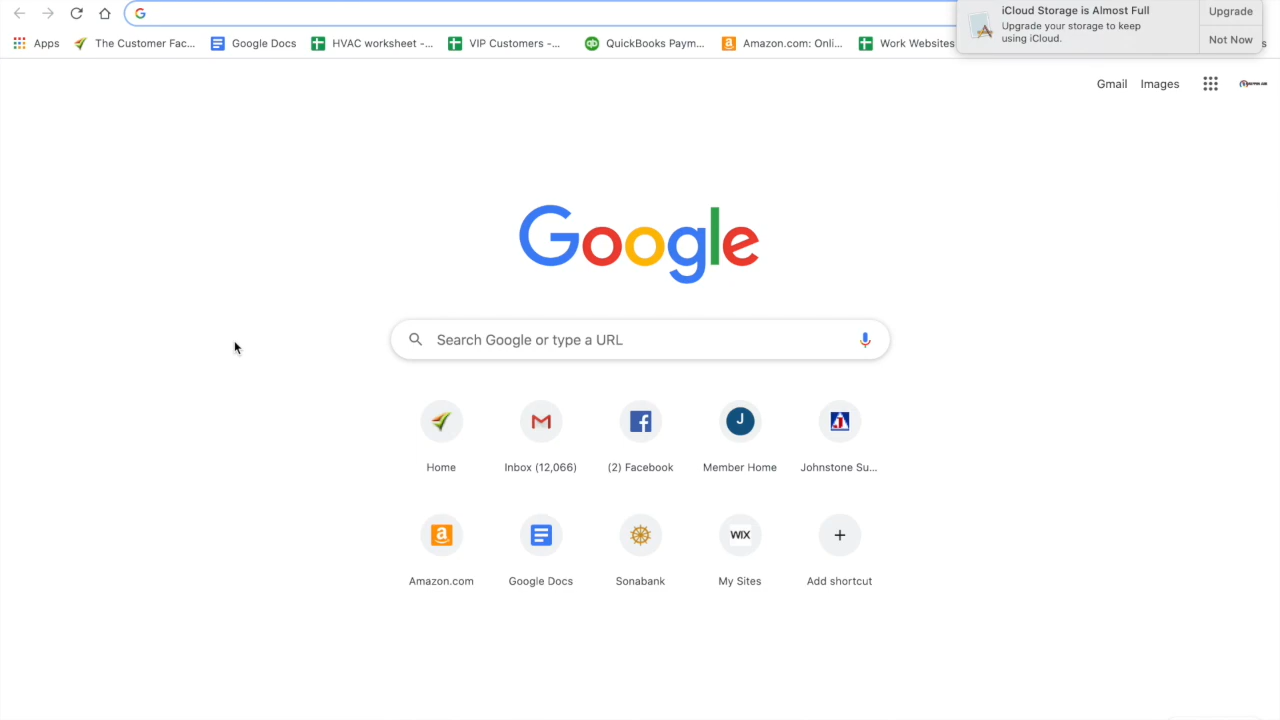 iCloud Storage is Almost Full
Upgrade your storage to keep
using iCloud.
Upgrade
Not Now
Apps
The Customer Fac...
Google Docs
HVAC worksheet -...
VIP Customers -...
QuickBooks Paym...
Amazon.com: Onli...
Work Websites
Gmail
Images
Google
Search Google or type a URL
Home
Inbox (12,066)
(2) Facebook
J
Member Home
J
Johnstone Su...
a
Amazon.com
Google Docs
Sonabank
WIX
My Sites
Add shortcut